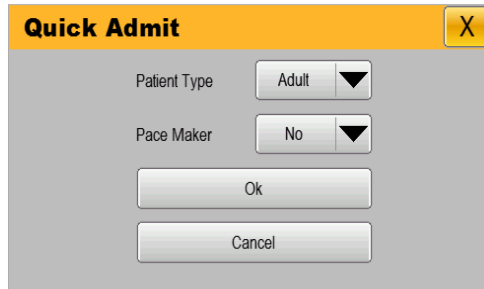 Quick Admit X
Patient Type Adult
Pace Maker No
Ok
Cancel